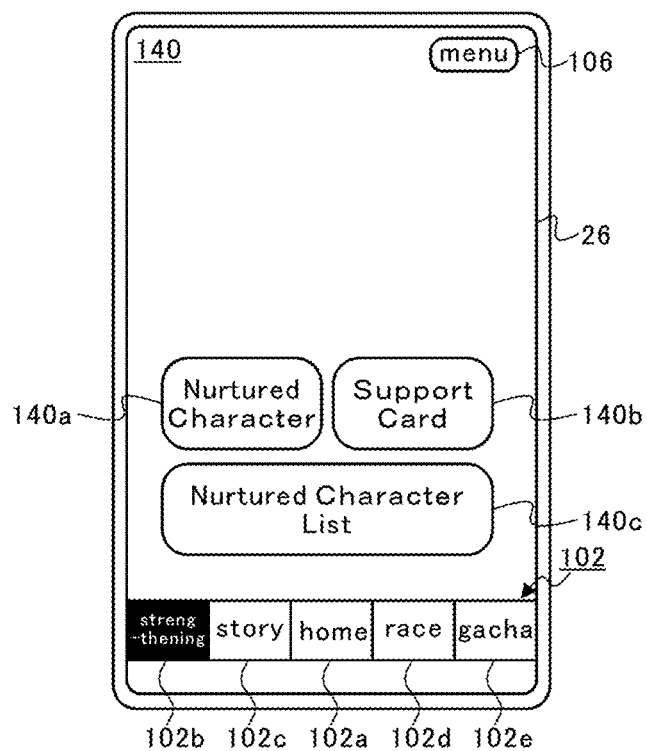 140
menu
106
26
Nurtured
Character
Support
Card
140a
140b
Nurtured Character
List
140c
102
streng
-thening
story
home
race
gacha
102b
102c
102a
102d
102e